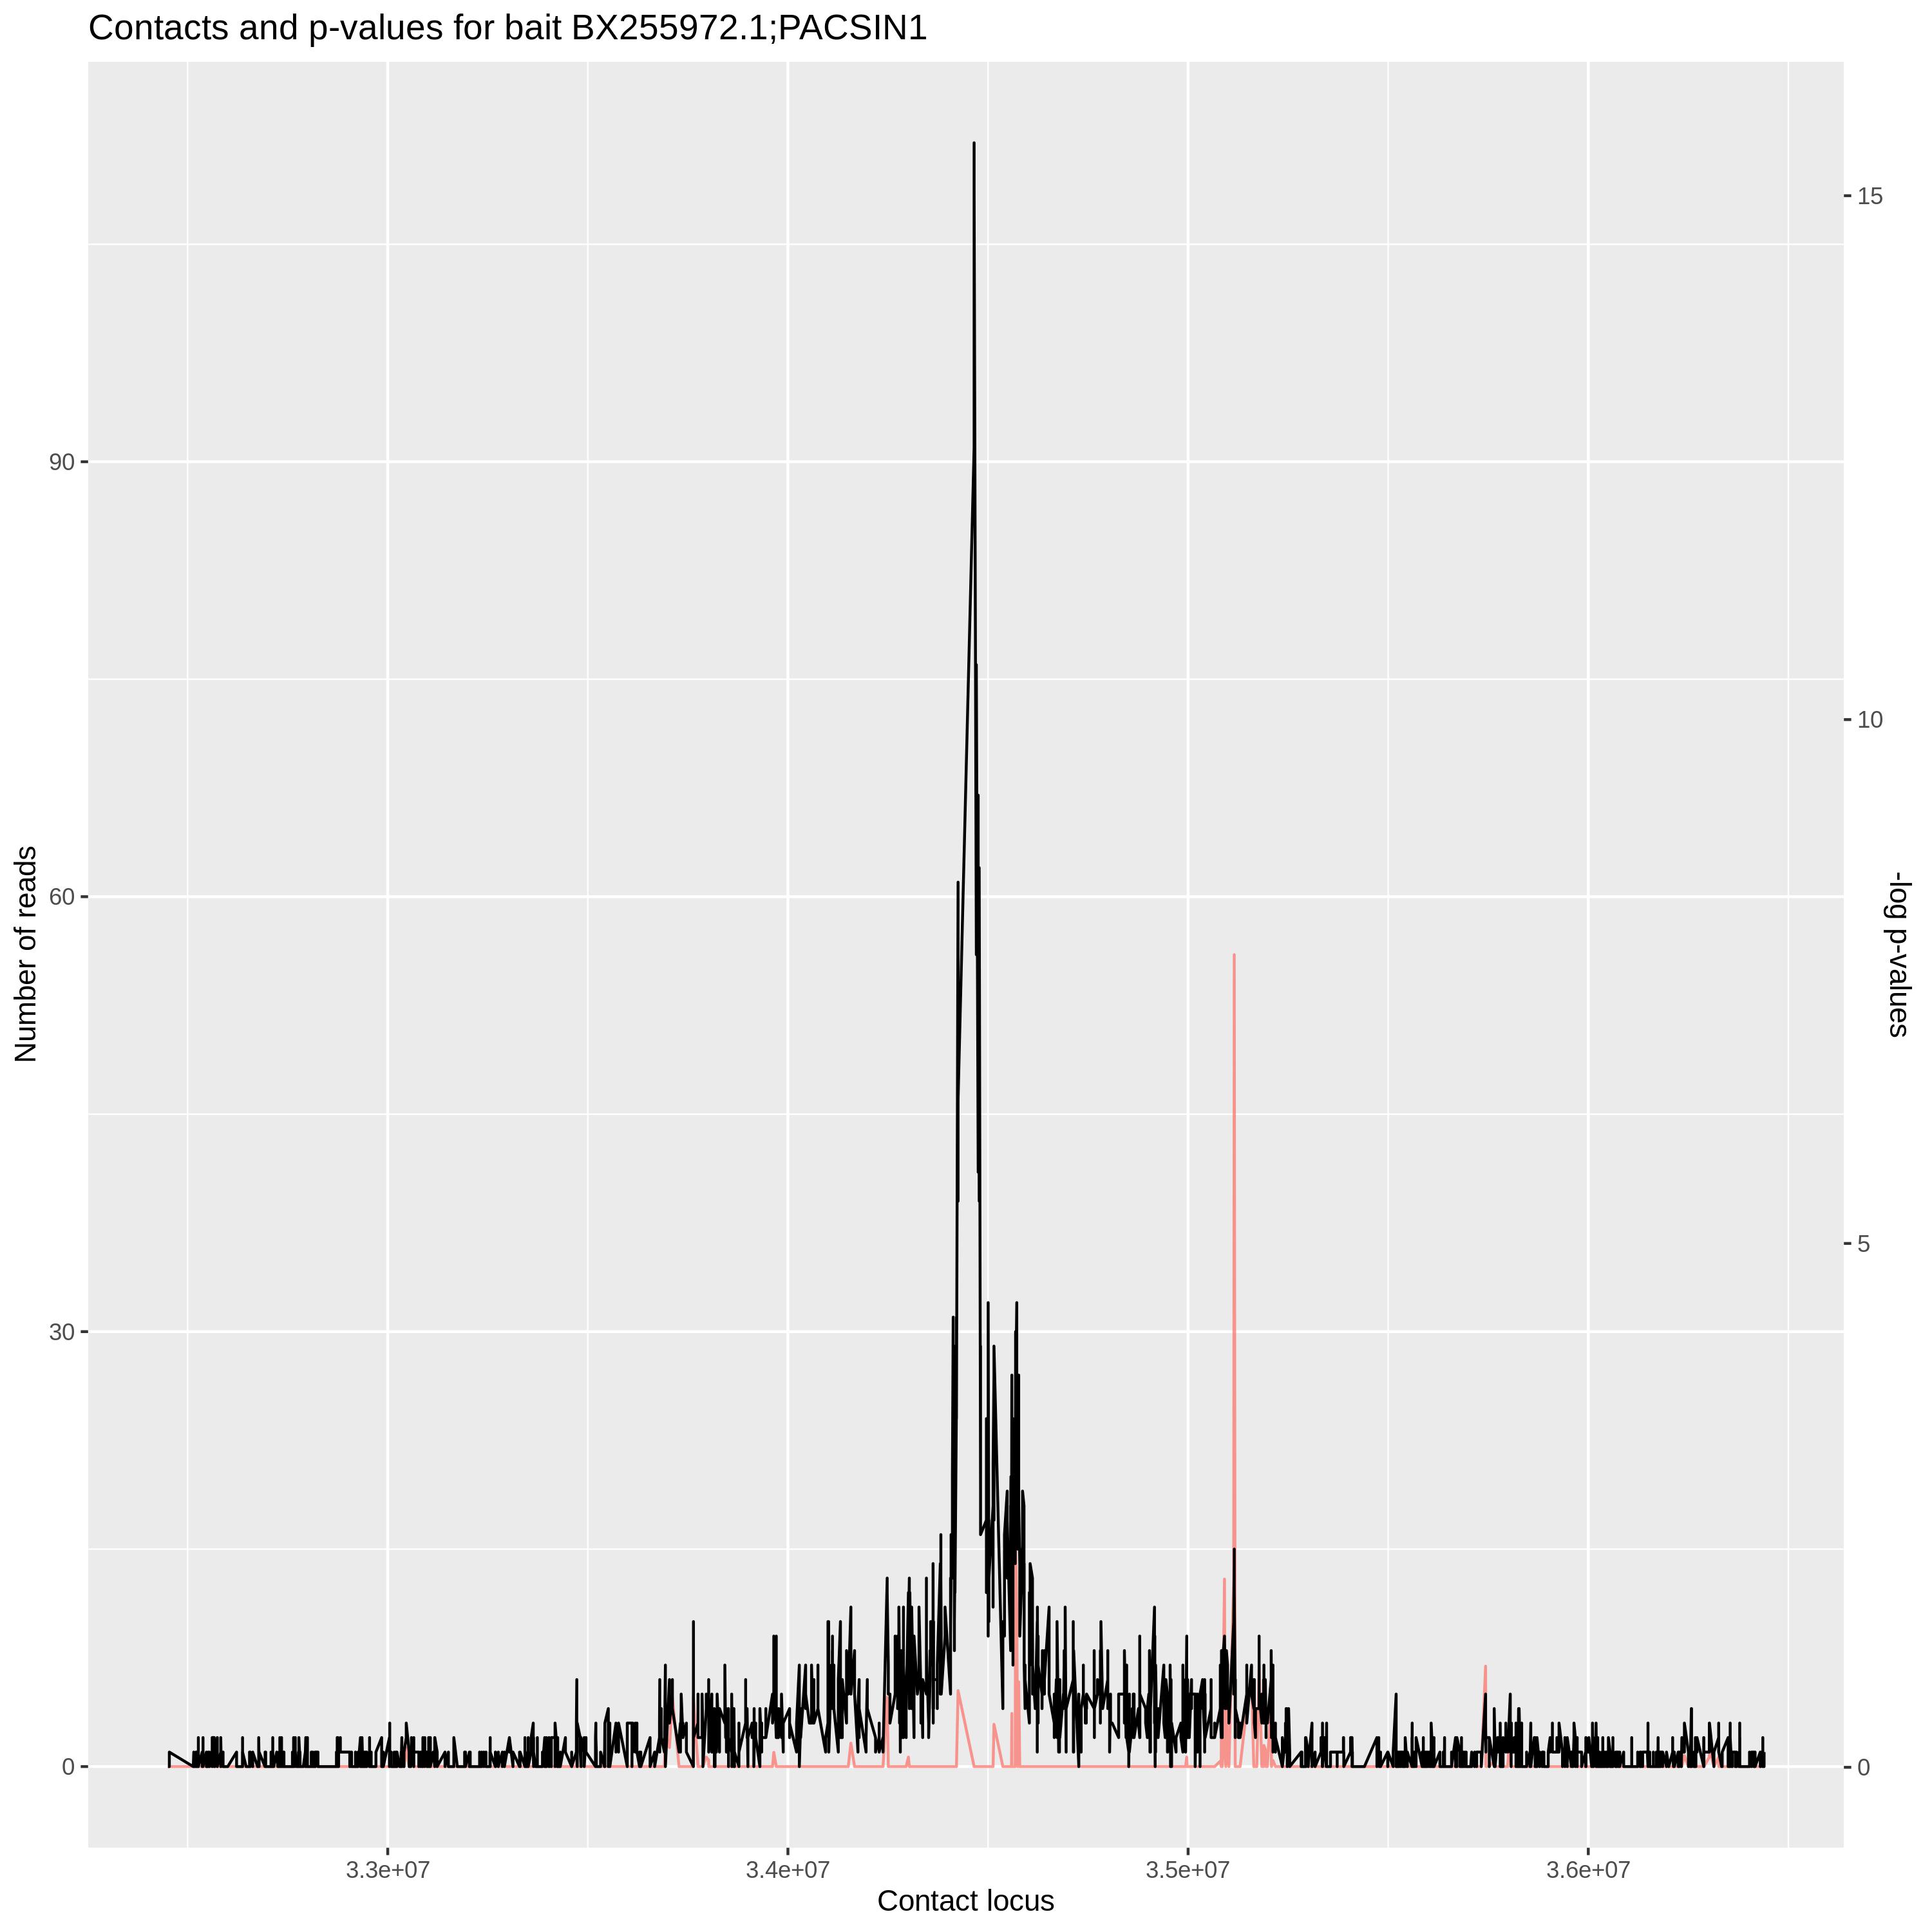 Contacts and p-values for bait BX255972.1;PACSIN1
15
90
10
60
Number of reads
-log p-values
5
30
0
0
3.3e+07
3.4e+07
3.5e+07
3.6e+07
Contact locus